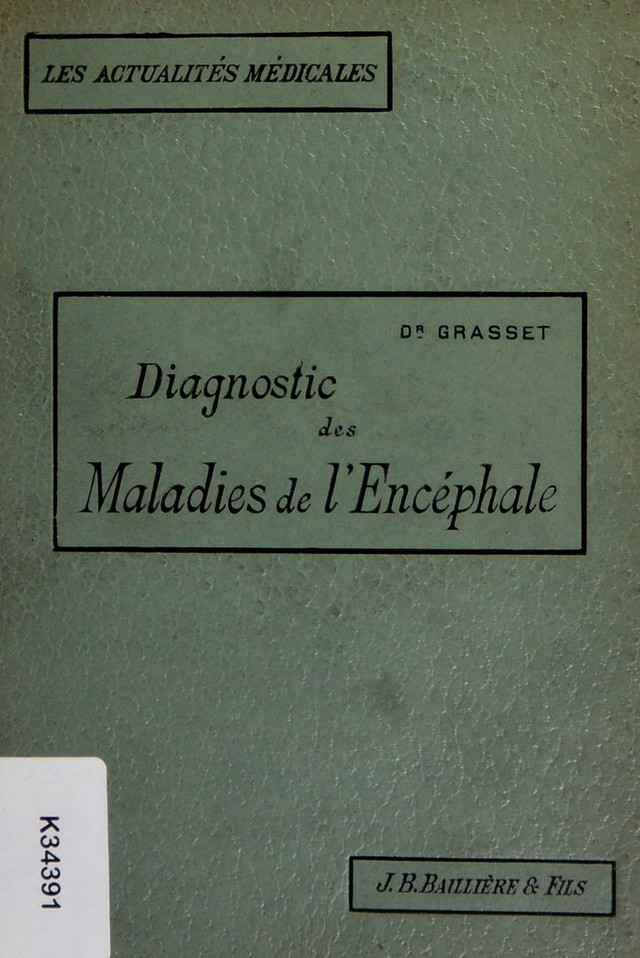 LES ACTUALITÉS MÉDICALES
Dᴿ GRASSET
Diagnostic
des
Maladies de l'Encéphale
K34391
J. B. BAILLIÈRE & FILS